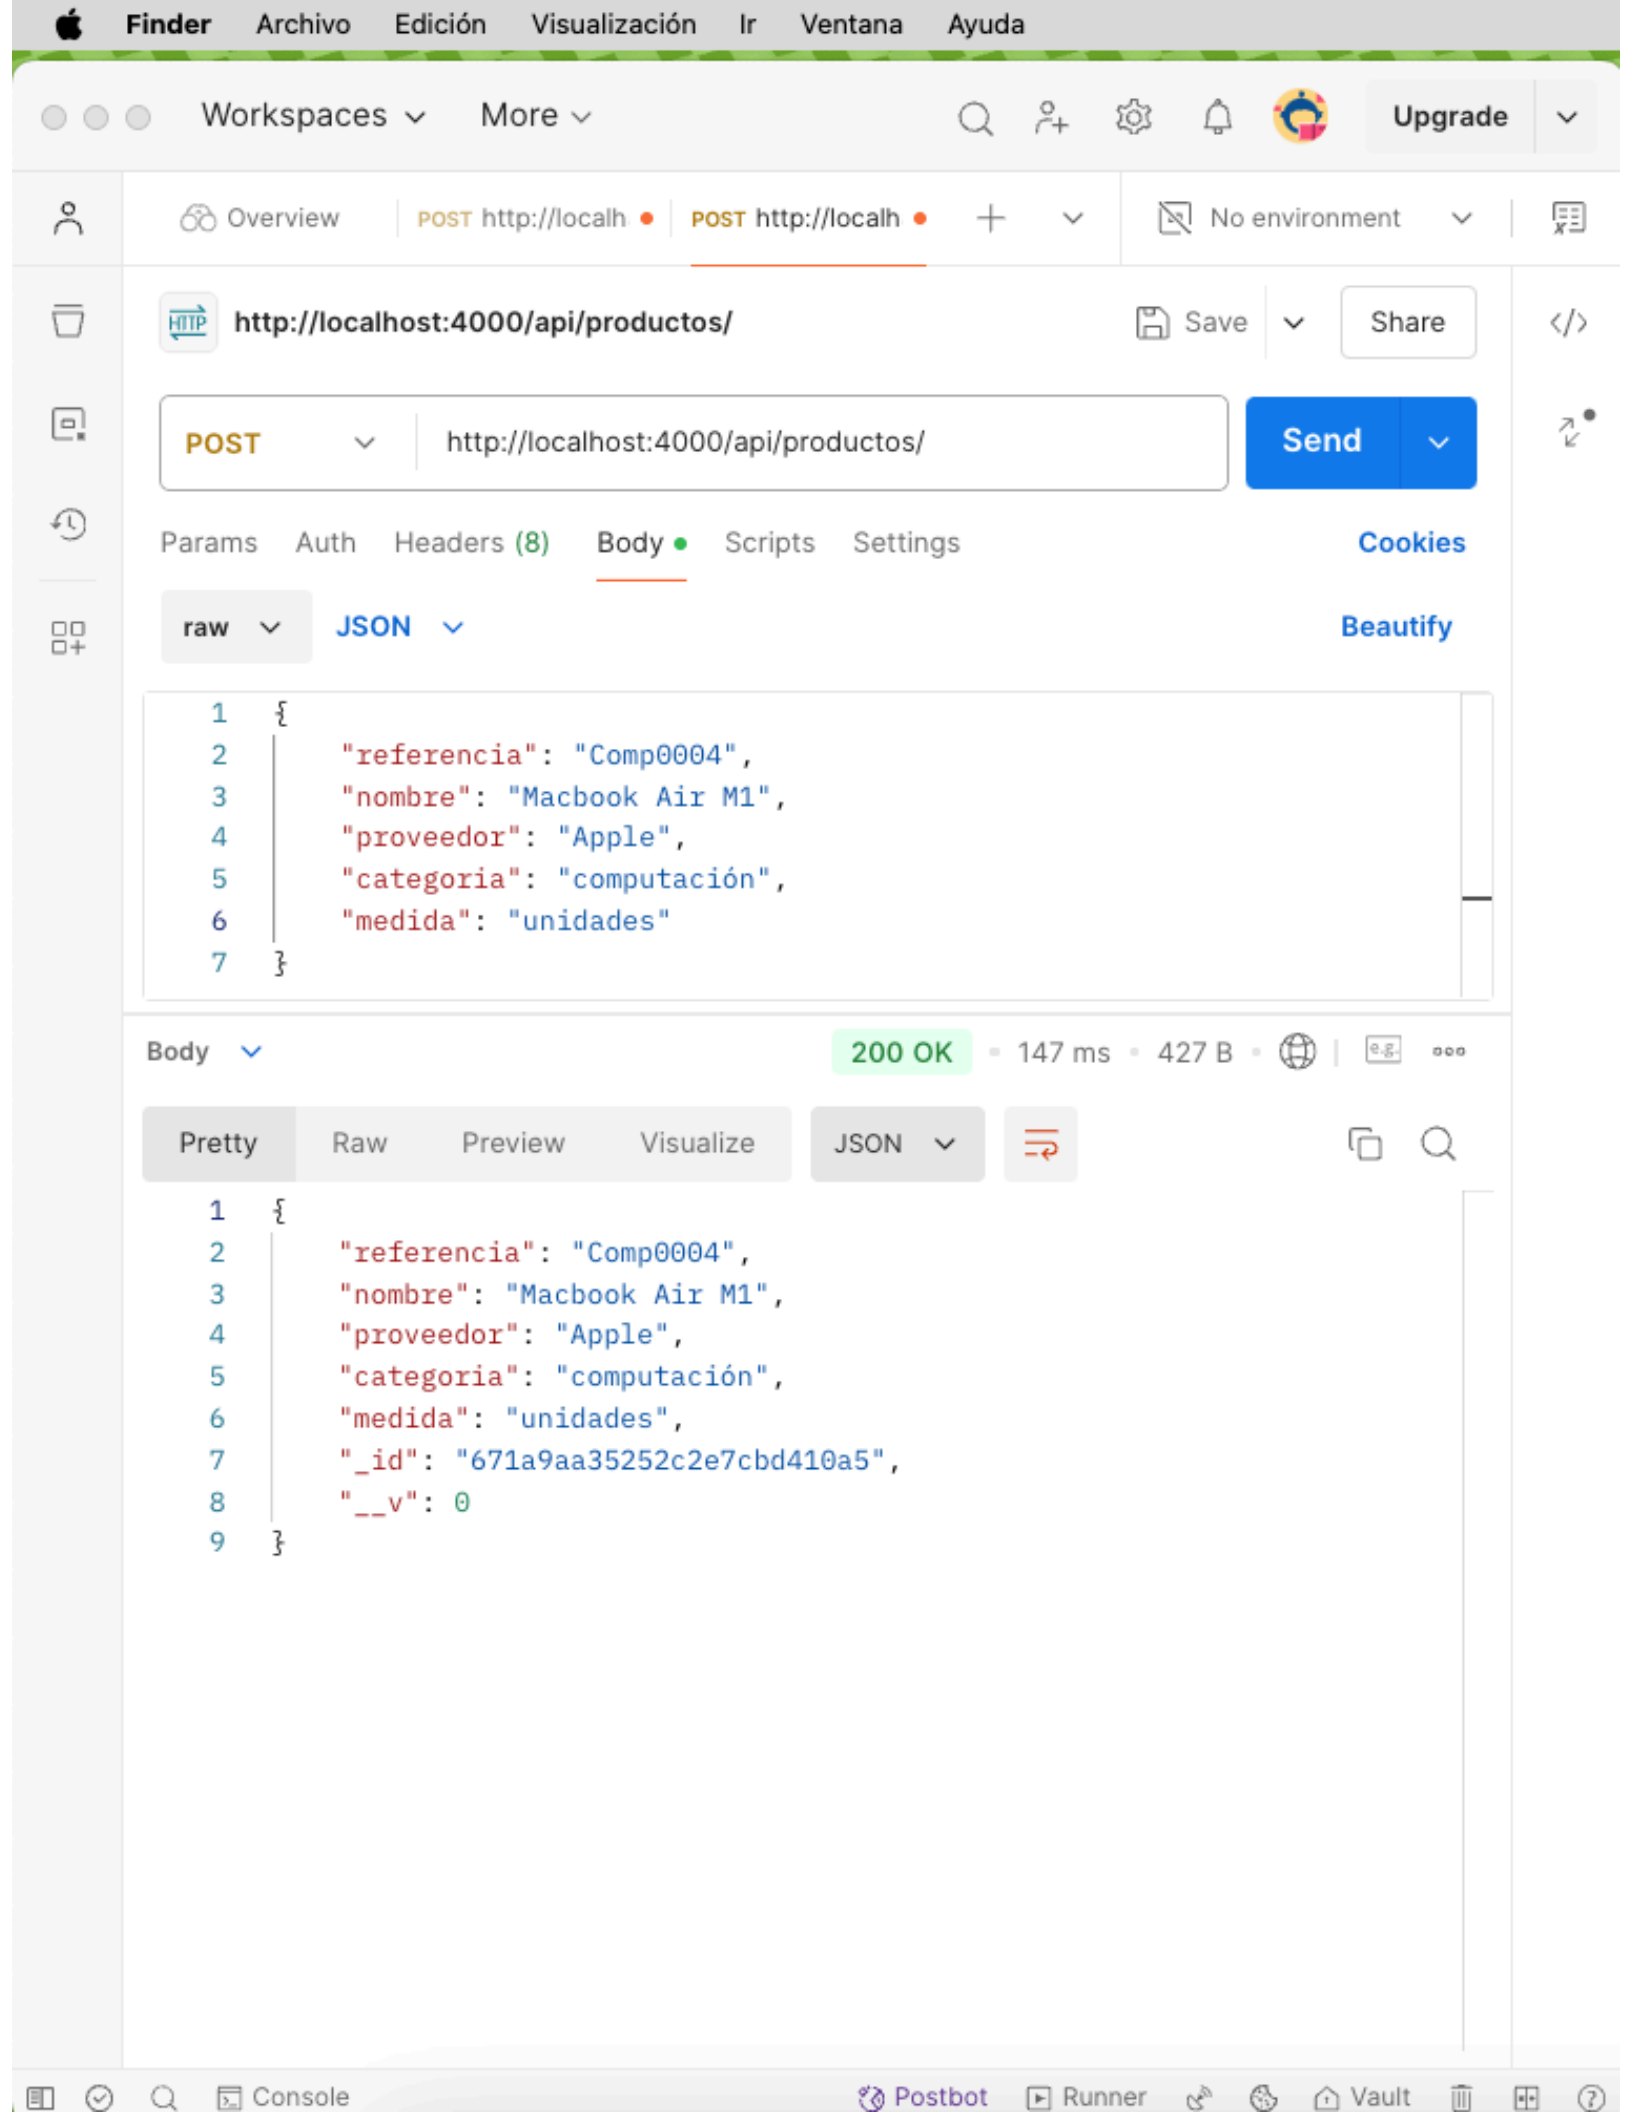 Finder Archivo Edición Visualización Ir Ventana Ayuda
Workspaces More Upgrade
Overview POST http://localh POST http://localh No environment
HTTP http://localhost:4000/api/productos/ Save Share
POST http://localhost:4000/api/productos/ Send
Params Auth Headers (8) Body Scripts Settings Cookies
raw JSON Beautify
1 {
2 "referencia": "Comp0004",
3 "nombre": "Macbook Air M1",
4 "proveedor": "Apple",
5 "categoria": "computación",
6 "medida": "unidades"
7 }
Body 200 OK 147 ms 427 B e.g.
Pretty Raw Preview Visualize JSON
1 {
2 "referencia": "Comp0004",
3 "nombre": "Macbook Air M1",
4 "proveedor": "Apple",
5 "categoria": "computación",
6 "medida": "unidades",
7 "_id": "671a9aa35252c2e7cbd410a5",
8 "__v": 0
9 }
Console Postbot Runner Vault